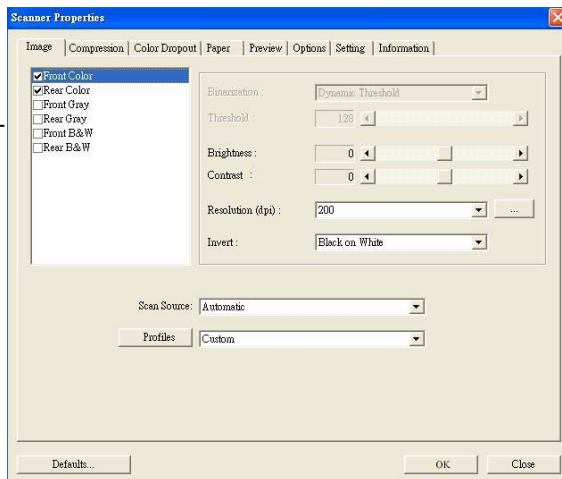 Scanner Properties
Image Compression Color Dropout Paper Preview Options Setting Information
Front Color
Rear Color
Front Gray
Rear Gray
Front B&W
Rear B&W
Binarization : Dynamic Threshold
Threshold : 128
Brightness : 0
Contrast : 0
Resolution (dpi) : 200 ...
Invert : Black on White
Scan Source: Automatic
Profiles Custom
Defaults... OK Close